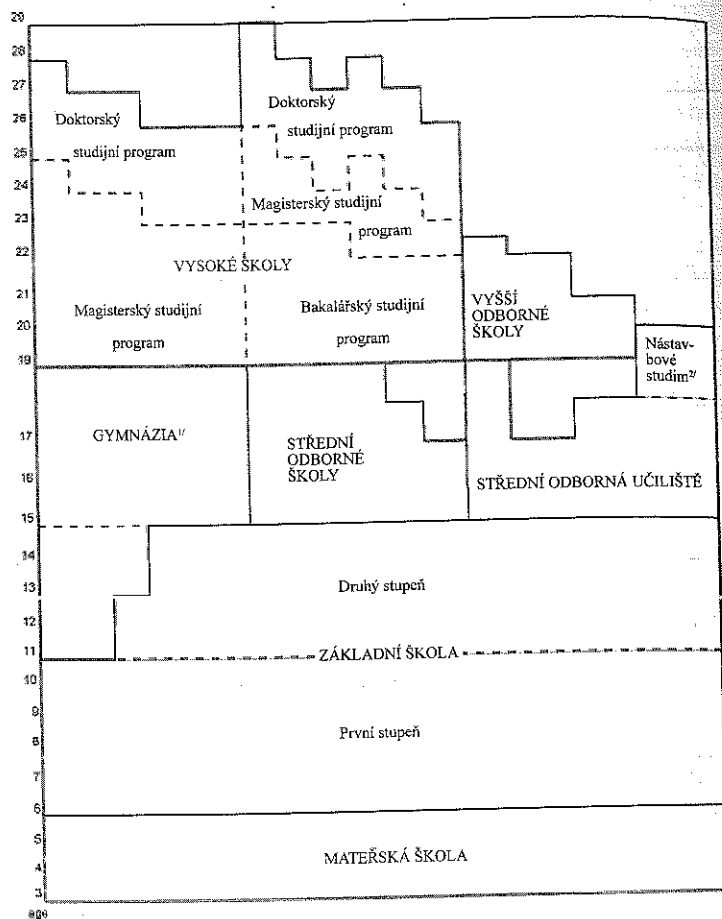 29
28
27
26
25
24
23
22
21
20
19
17
16
15
14
13
12
11
10
9
8
7
6
5
4
3
age
Doktorský
studijní program
Doktorský
studijní program
Magisterský studijní
program
VYSOKÉ ŠKOLY
Magisterský studijní
program
Bakalářský studijní
program
VYŠŠÍ
ODBORNÉ
ŠKOLY
Nástav-
bové
studim2/
GYMNÁZIA1/
STŘEDNÍ
ODBORNÉ
ŠKOLY
STŘEDNÍ ODBORNÁ UČILIŠTĚ
Druhý stupeň
ZÁKLADNÍ ŠKOLA
První stupeň
MATEŘSKÁ ŠKOLA